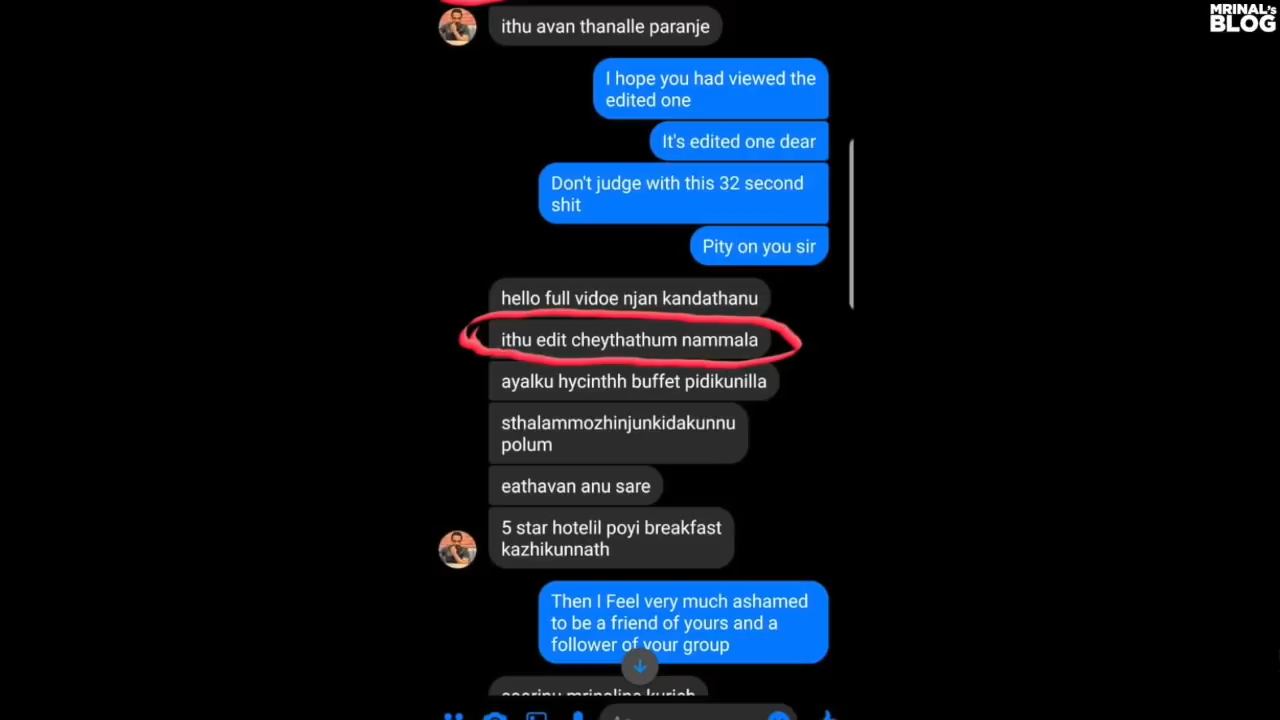 MRINAL's
BLOG
ithu avan thanalle paranje
I hope you had viewed the
edited one
It's edited one dear
Don't judge with this 32 second
shit
Pity on you sir
hello full vidoe njan kandathanu
ithu edit cheythathum nammala
ayalku hycinthh buffet pidikunilla
sthalammozhinjunkidakunnu
polum
eathavan anu sare
5 star hotelil poyi breakfast
kazhikunnath
Then I Feel very much ashamed
to be a friend of yours and a
follower of your group